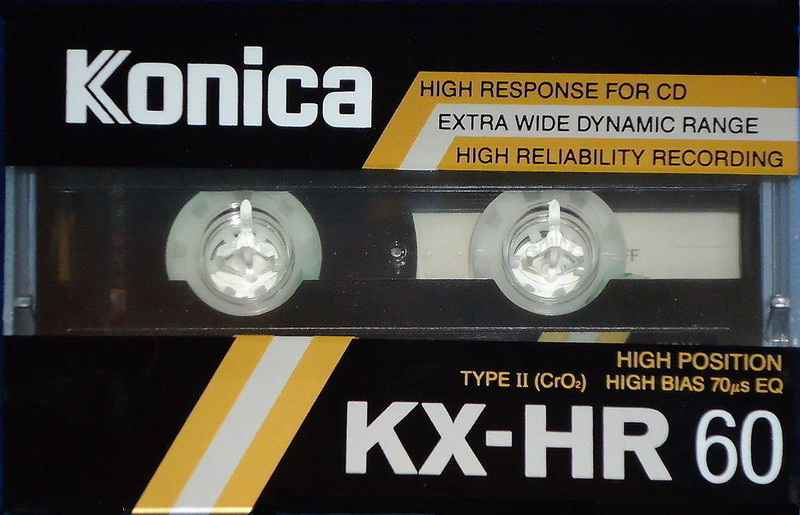 Konica
HIGH RESPONSE FOR CD
EXTRA WIDE DYNAMIC RANGE
HIGH RELIABILITY RECORDING
HIGH POSITION
TYPE II (CrO₂) HIGH BIAS 70µs EQ
KX-HR 60